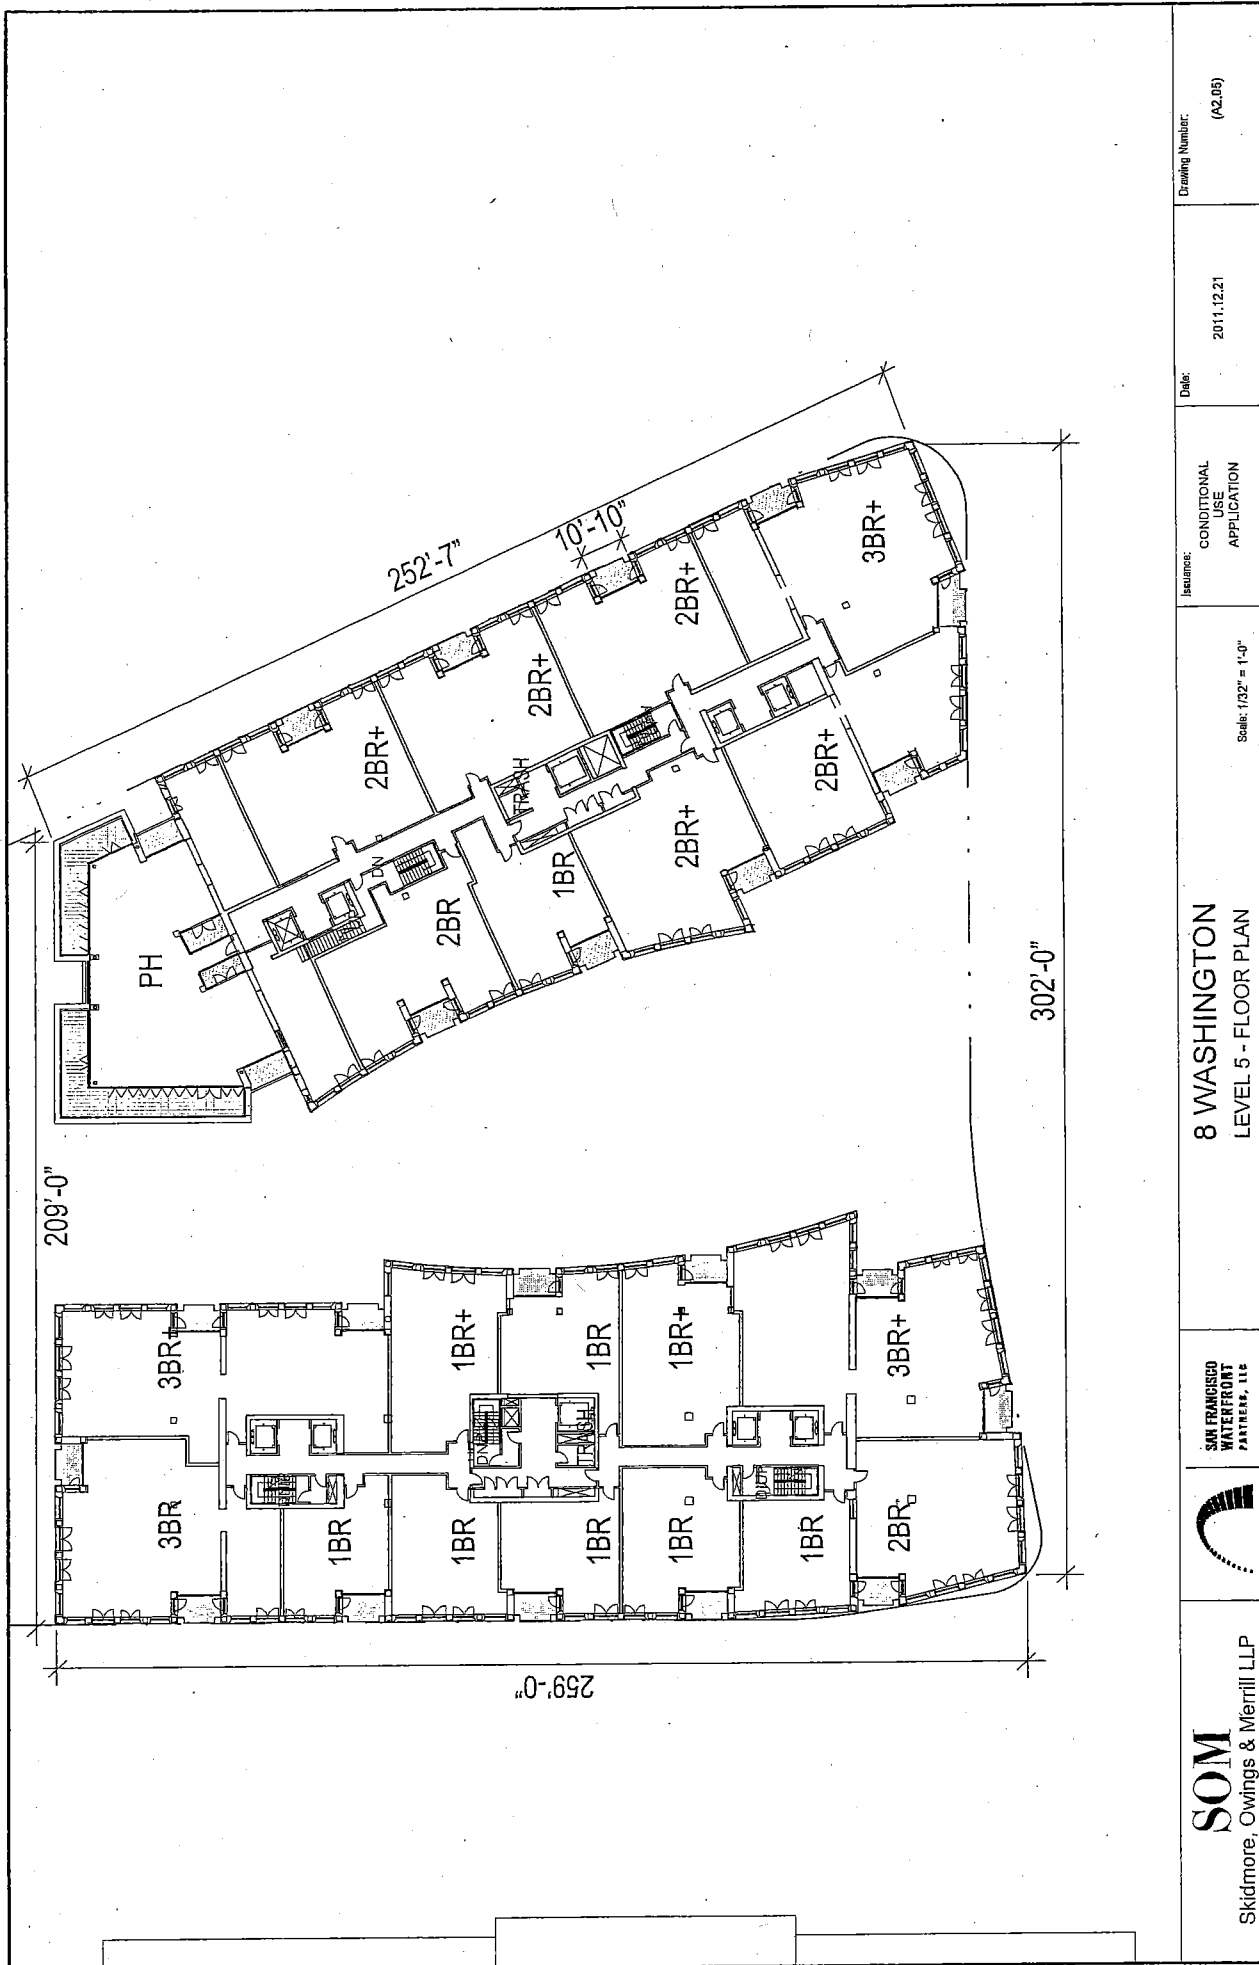 209'-0"
252'-7"
10'-10"
302'-0"
259'-0"
PH
2BR+
2BR+
2BR+
3BR+
2BR
1BR
2BR+
2BR+
DN
TRASH
3BR+
1BR+
1BR
1BR+
3BR+
3BR
1BR
1BR
1BR
1BR
1BR
2BR
DN
TRASH
SOM
Skidmore, Owings & Merrill LLP
SAN FRANCISCO
WATERFRONT
PARTNERS, LLC
8 WASHINGTON
LEVEL 5 - FLOOR PLAN
Scale: 1/32" = 1'-0"
Issuance:
CONDITIONAL
USE
APPLICATION
Date:
2011.12.21
Drawing Number:
(A2.05)